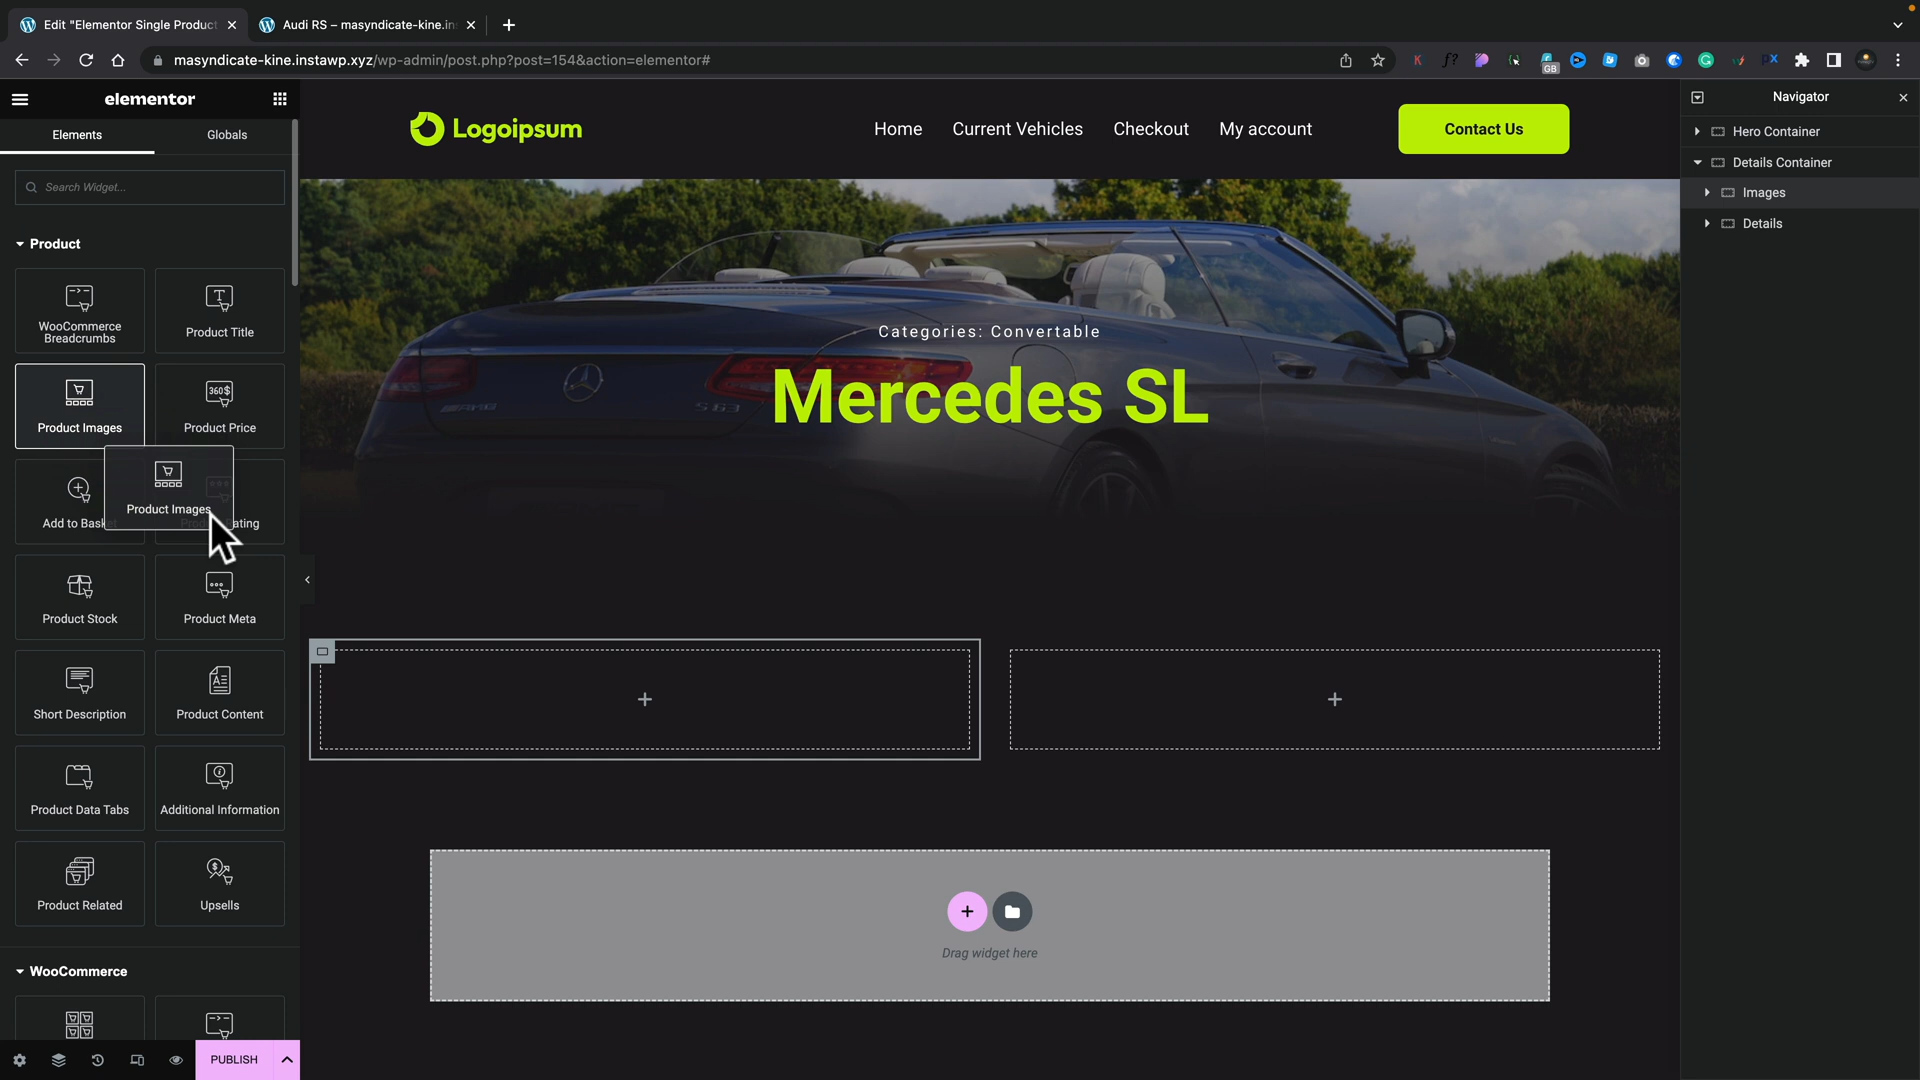 Edit "Elementor Single Product
Audi RS – masyndicate-kine.in
masyndicate-kine.instawp.xyz/wp-admin/post.php?post=154&action=elementor#
GB
elementor
Elements
Globals
Search Widget...
Product
WooCommerce
Breadcrumbs
Product Title
Product Images
360$
Product Price
Add to Bask
Product Images
ating
Product Stock
Product Meta
Short Description
Product Content
Product Data Tabs
Additional Information
Product Related
Upsells
WooCommerce
PUBLISH
Logoipsum
Home
Current Vehicles
Checkout
My account
Contact Us
Categories: Convertable
Mercedes SL
Drag widget here
Navigator
Hero Container
Details Container
Images
Details